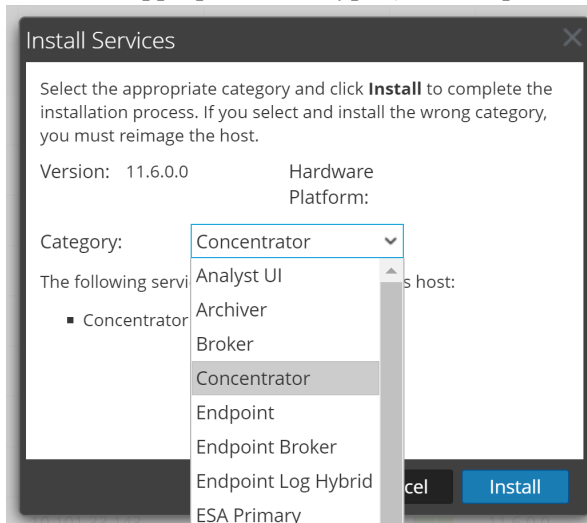 Install Services
Select the appropriate category and click Install to complete the
installation process. If you select and install the wrong category,
you must reimage the host.
Version: 11.6.0.0 Hardware
Platform:
Category: Concentrator
The following servi s host:
Concentrator
Analyst UI
Archiver
Broker
Concentrator
Endpoint
Endpoint Broker
Endpoint Log Hybrid
ESA Primary
cel Install